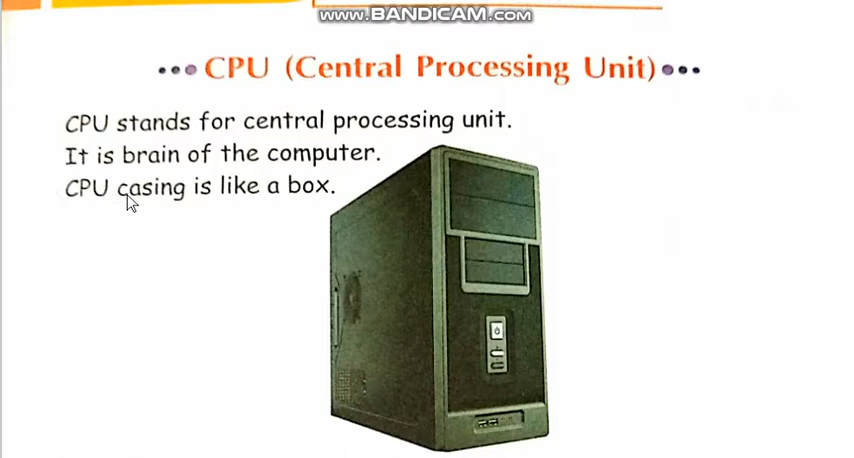 www.BANDICAM.com
CPU (Central Processing Unit)
CPU stands for central processing unit.
It is brain of the computer.
CPU casing is like a box.